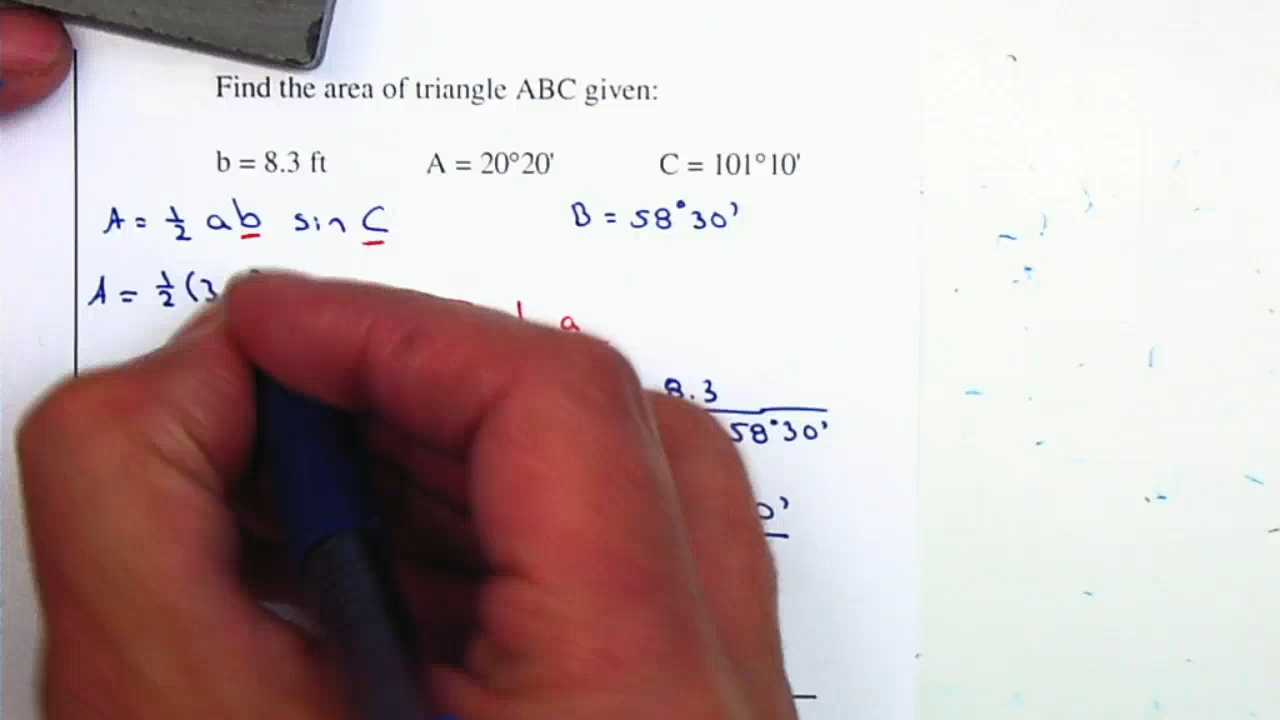 Find the area of triangle ABC given:
b = 8.3 ft A = 20°20' C = 101°10'
A = 1/2 ab sin C B = 58°30'
A = 1/2 (3
a
8.3
58°30'
0'